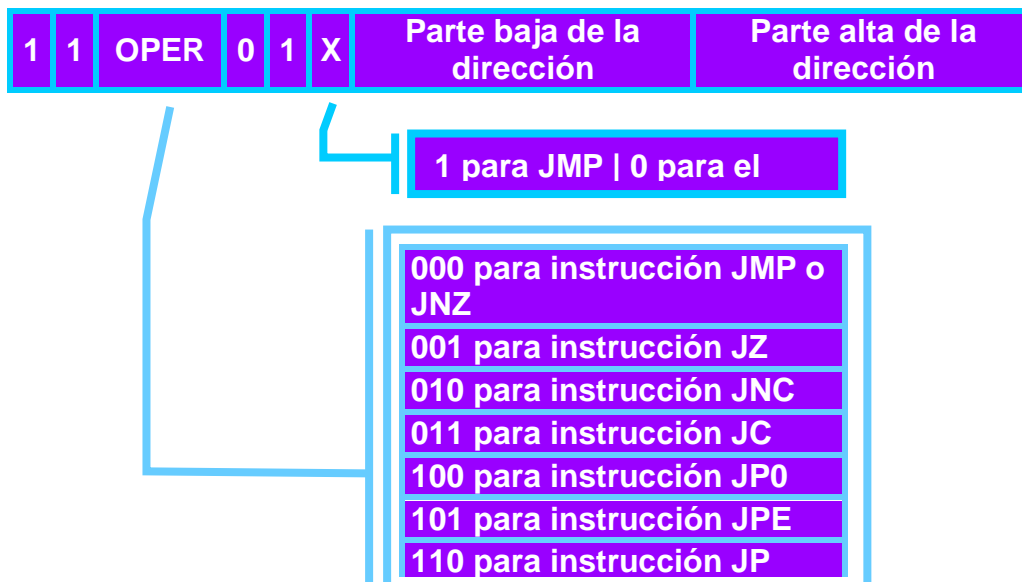 1 1 OPER 0 1 X Parte baja de la Parte alta de la
dirección dirección
1 para JMP | 0 para el
000 para instrucción JMP o
JNZ
001 para instrucción JZ
010 para instrucción JNC
011 para instrucción JC
100 para instrucción JP0
101 para instrucción JPE
110 para instrucción JP